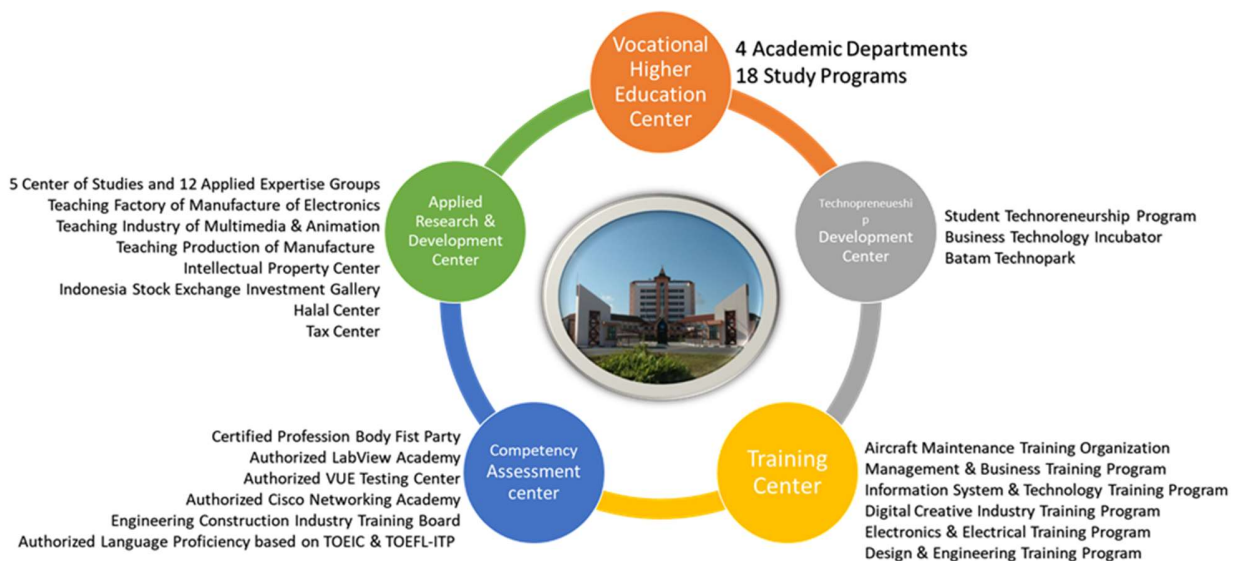 Vocational
Higher
Education
Center
4 Academic Departments
18 Study Programs
Technopreneueshi
p
Development
Center
Student Technoreneurship Program
Business Technology Incubator
Batam Technopark
Training
Center
Aircraft Maintenance Training Organization
Management & Business Training Program
Information System & Technology Training Program
Digital Creative Industry Training Program
Electronics & Electrical Training Program
Design & Engineering Training Program
Competency
Assessment
center
Certified Profession Body Fist Party
Authorized LabView Academy
Authorized VUE Testing Center
Authorized Cisco Networking Academy
Engineering Construction Industry Training Board
Authorized Language Proficiency based on TOEIC & TOEFL-ITP
Applied
Research &
Development
Center
5 Center of Studies and 12 Applied Expertise Groups
Teaching Factory of Manufacture of Electronics
Teaching Industry of Multimedia & Animation
Teaching Production of Manufacture
Intellectual Property Center
Indonesia Stock Exchange Investment Gallery
Halal Center
Tax Center